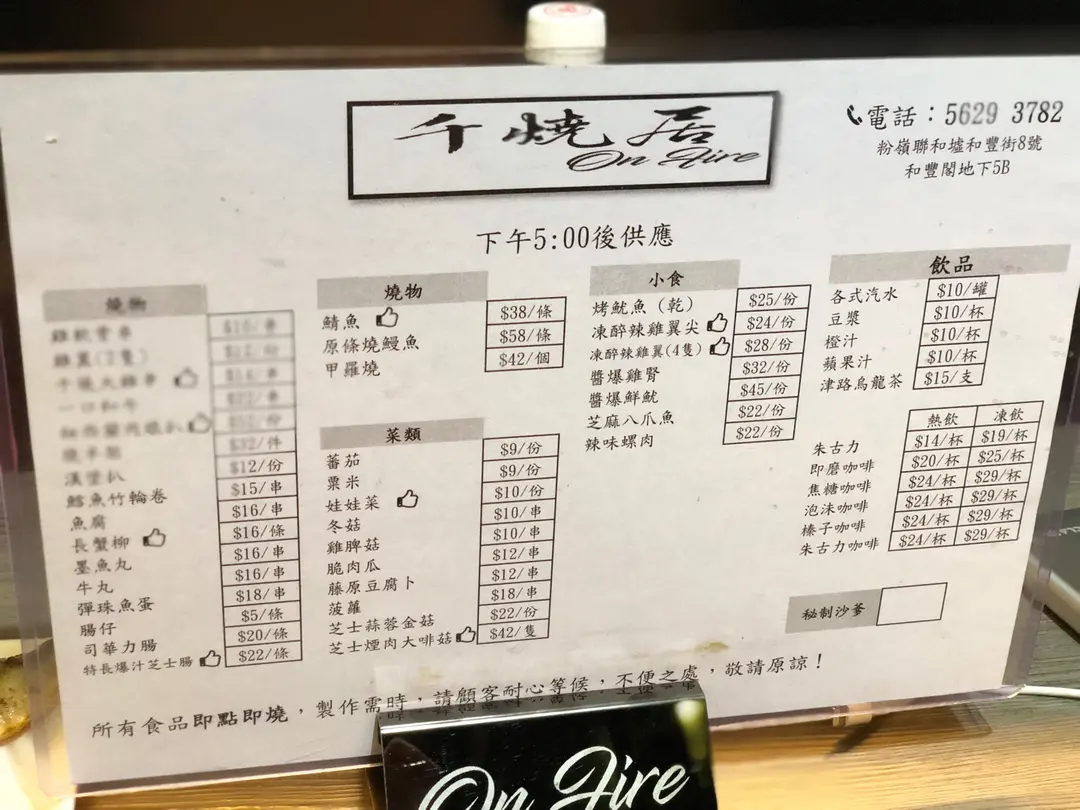 千燒居
On Fire
電話：5629 3782
粉嶺聯和墟和豐街8號
和豐閣地下5B
下午5:00後供應
燒物
雞軟骨串
雞翼(2隻)
千燒大雞串
一口和牛
燒羊架 $32/件
漢堡扒 $12/份
鱈魚竹輪卷 $15/串
魚腐 $16/串
長蟹柳 $16/條
墨魚丸 $16/串
牛丸 $16/串
彈珠魚蛋 $18/串
腸仔 $5/條
司華力腸 $20/條
特長爆汁芝士腸 $22/條
燒物
鯖魚 $38/條
原條燒鰻魚 $58/條
甲羅燒 $42/個
菜類
蕃茄 $9/份
粟米 $9/份
娃娃菜 $10/份
冬菇 $10/串
雞脾菇 $10/串
脆肉瓜 $12/串
藤原豆腐卜 $12/串
菠蘿 $18/串
芝士蒜蓉金菇 $22/份
芝士煙肉大啡菇 $42/隻
小食
烤魷魚(乾) $25/份
凍醉辣雞翼尖 $24/份
凍醉辣雞翼(4隻) $28/份
醬爆雞腎 $32/份
醬爆鮮魷 $45/份
芝麻八爪魚 $22/份
辣味螺肉 $22/份
飲品
各式汽水 $10/罐
豆漿 $10/杯
橙汁 $10/杯
蘋果汁 $10/杯
津路烏龍茶 $15/支
熱飲 凍飲
朱古力 $14/杯 $19/杯
即磨咖啡 $20/杯 $25/杯
焦糖咖啡 $24/杯 $29/杯
泡沫咖啡 $24/杯 $29/杯
榛子咖啡 $24/杯 $29/杯
朱古力咖啡 $24/杯 $29/杯
秘制沙爹
所有食品即點即燒，製作需時，請顧客耐心等候，不便之處，敬請原諒！
On Fire